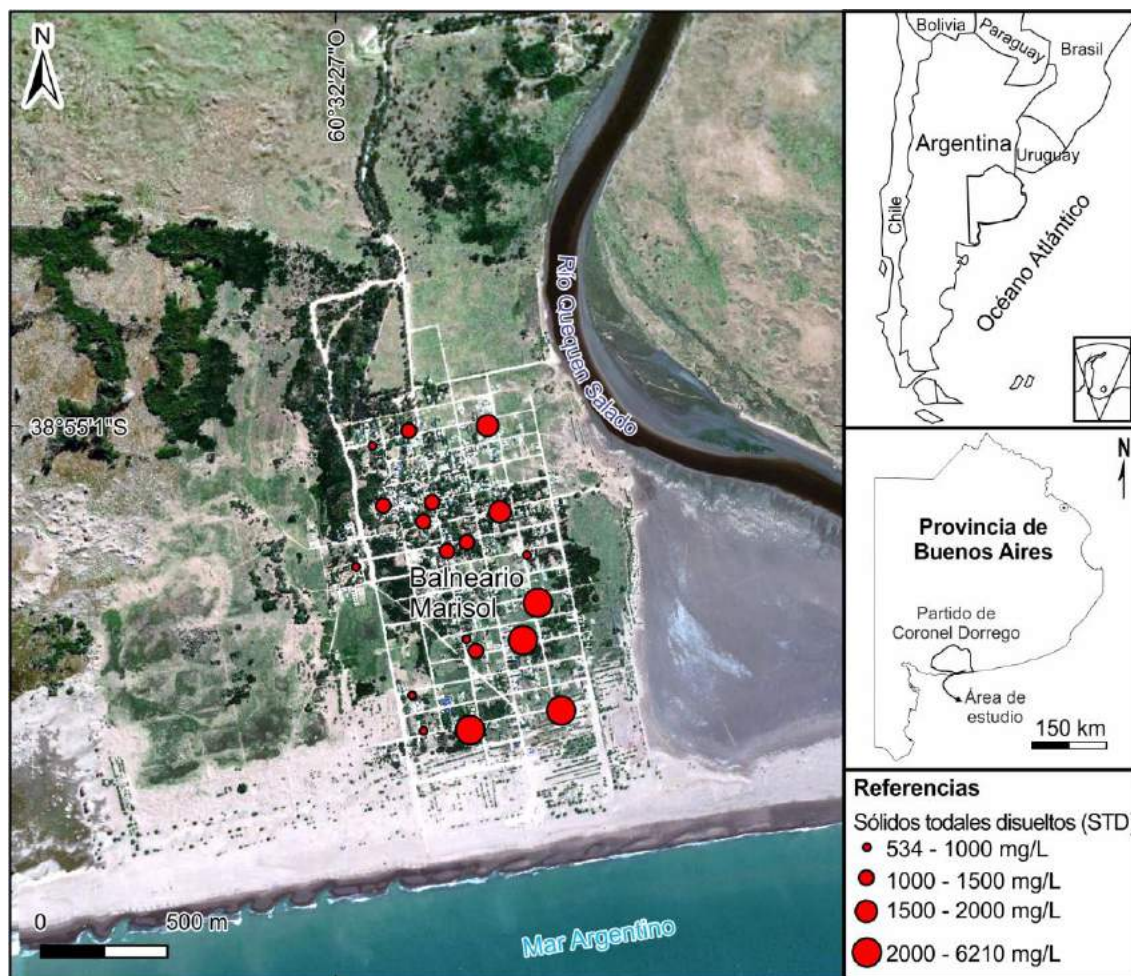 N
60°32'27"O
38°55'1"S
Río Quequen Salado
Balneario
Marisol
0
500 m
Mar Argentino
Bolivia
Paraguay
Brasil
Argentina
Uruguay
Chile
Océano Atlántico
N
Provincia de
Buenos Aires
Partido de
Coronel Dorrego
Área de
estudio
150 km
Referencias
Sólidos todales disueltos (STD)
534 - 1000 mg/L
1000 - 1500 mg/L
1500 - 2000 mg/L
2000 - 6210 mg/L